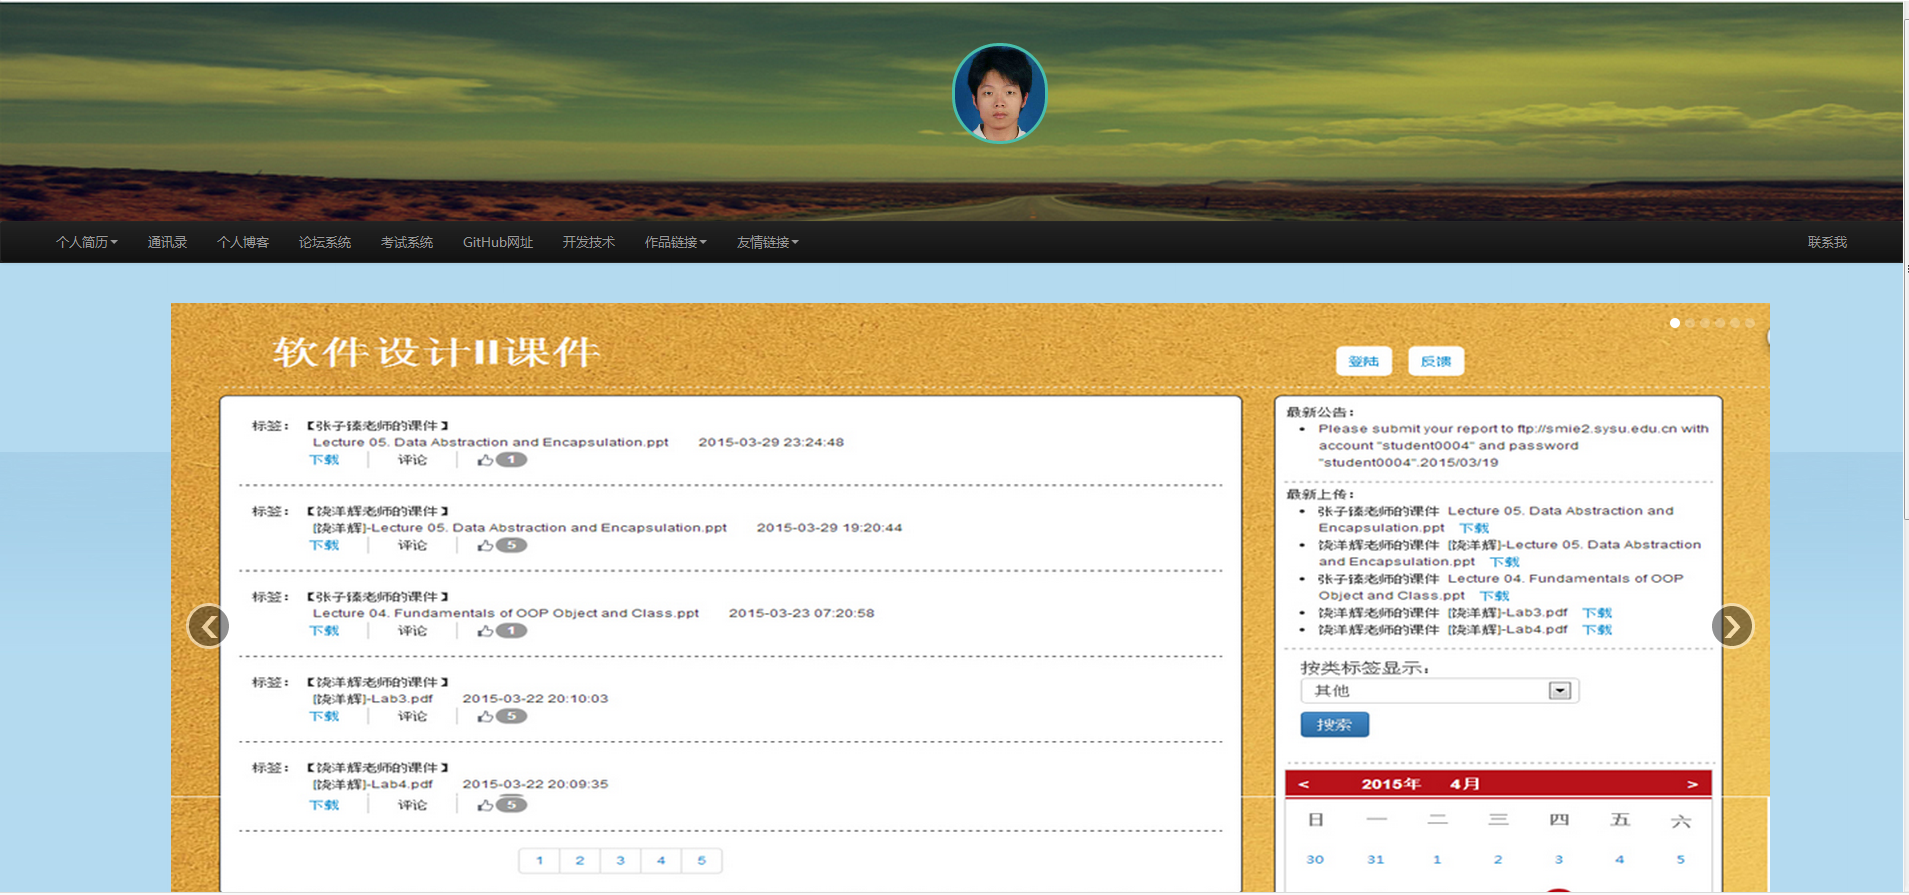 个人简历 通讯录 个人博客 论坛系统 考试系统 GitHub网址 开发技术 作品链接 友情链接 联系我
软件设计II课件
登陆 反馈
标签： 【张子臻老师的课件】
Lecture 05. Data Abstraction and Encapsulation.ppt 2015-03-29 23:24:48
下载 评论 1
标签： 【饶洋辉老师的课件】
[饶洋辉]-Lecture 05. Data Abstraction and Encapsulation.ppt 2015-03-29 19:20:44
下载 评论 5
标签： 【张子臻老师的课件】
Lecture 04. Fundamentals of OOP Object and Class.ppt 2015-03-23 07:20:58
下载 评论 1
标签： 【饶洋辉老师的课件】
[饶洋辉]-Lab3.pdf 2015-03-22 20:10:03
下载 评论 5
标签： 【饶洋辉老师的课件】
[饶洋辉]-Lab4.pdf 2015-03-22 20:09:35
下载 评论 5
1 2 3 4 5
最新公告：
Please submit your report to ftp://smie2.sysu.edu.cn with
account "student0004" and password
"student0004".2015/03/19
最新上传：
张子臻老师的课件 Lecture 05. Data Abstraction and
Encapsulation.ppt 下载
饶洋辉老师的课件 [饶洋辉]-Lecture 05. Data Abstraction
and Encapsulation.ppt 下载
张子臻老师的课件 Lecture 04. Fundamentals of OOP
Object and Class.ppt 下载
饶洋辉老师的课件 [饶洋辉]-Lab3.pdf 下载
饶洋辉老师的课件 [饶洋辉]-Lab4.pdf 下载
按类标签显示：
其他
搜索
< 2015年 4月 >
日 一 二 三 四 五 六
30 31 1 2 3 4 5